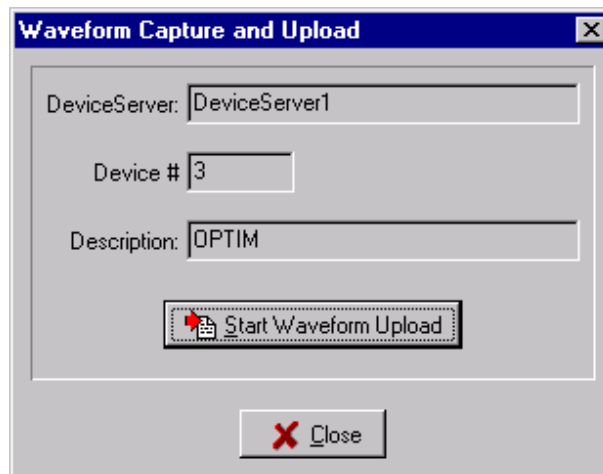 Waveform Capture and Upload
DeviceServer: DeviceServer1
Device # 3
Description: OPTIM
Start Waveform Upload
Close